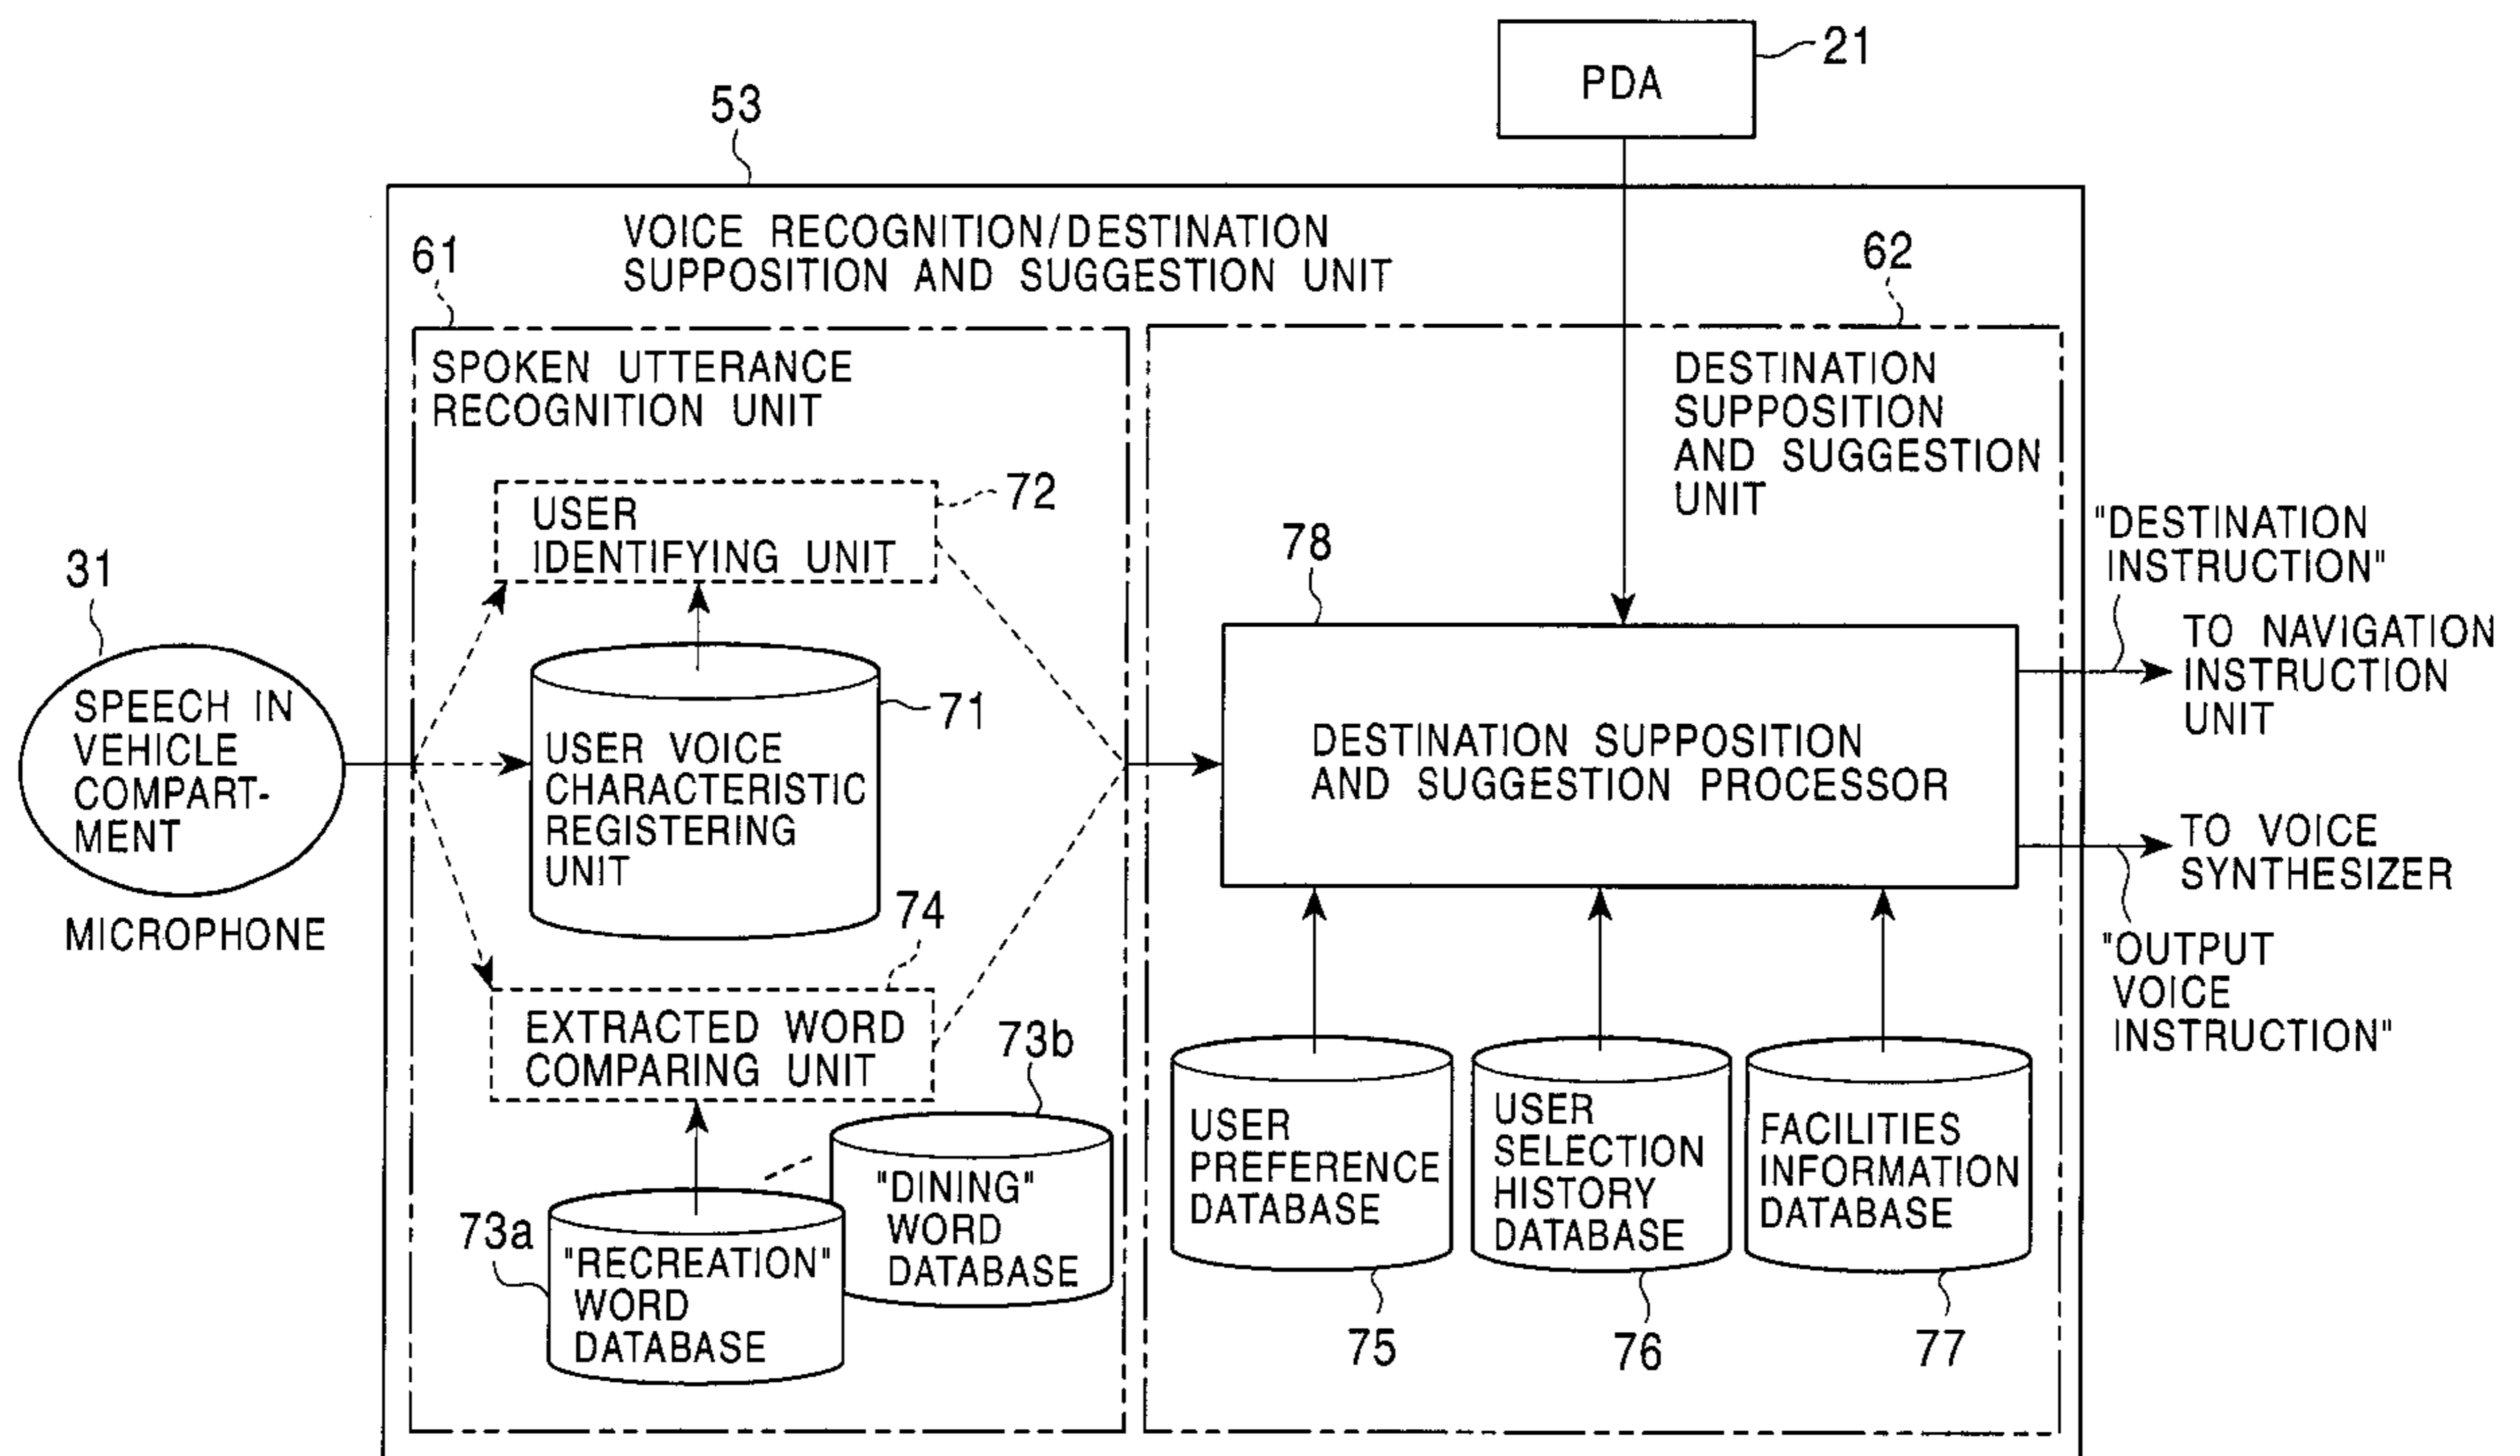 PDA
21
53
VOICE RECOGNITION/DESTINATION
SUPPOSITION AND SUGGESTION UNIT
61
62
SPOKEN UTTERANCE
RECOGNITION UNIT
DESTINATION
SUPPOSITION
AND SUGGESTION
UNIT
72
USER
IDENTIFYING UNIT
31
SPEECH IN
VEHICLE
COMPART-
MENT
MICROPHONE
71
USER VOICE
CHARACTERISTIC
REGISTERING
UNIT
74
EXTRACTED WORD
COMPARING UNIT
73b
"DINING"
WORD
DATABASE
73a
"RECREATION"
WORD
DATABASE
78
DESTINATION SUPPOSITION
AND SUGGESTION PROCESSOR
"DESTINATION
INSTRUCTION"
TO NAVIGATION
INSTRUCTION
UNIT
TO VOICE
SYNTHESIZER
"OUTPUT
VOICE
INSTRUCTION"
USER
PREFERENCE
DATABASE
75
USER
SELECTION
HISTORY
DATABASE
76
FACILITIES
INFORMATION
DATABASE
77